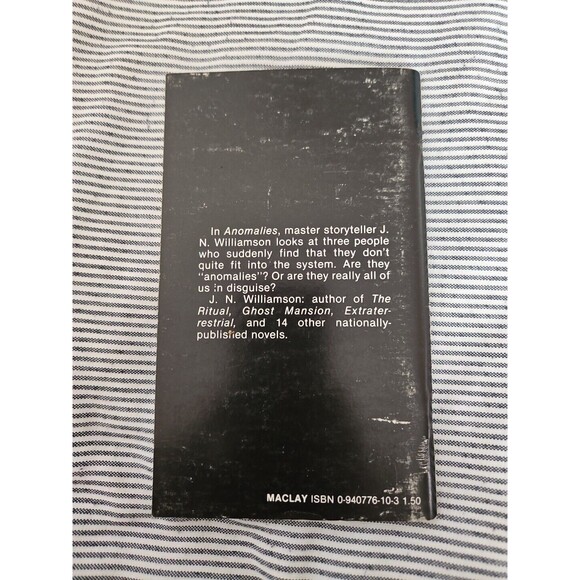 In Anomalies, master storyteller J.
N. Williamson looks at three people
who suddenly find that they don't
quite fit into the system. Are they
"anomalies"? Or are they really all of
us in disguise?
J. N. Williamson: author of The
Ritual, Ghost Mansion, Extrater-
restrial, and 14 other nationally-
published novels.
MACLAY ISBN 0-940776-10-3 1.50